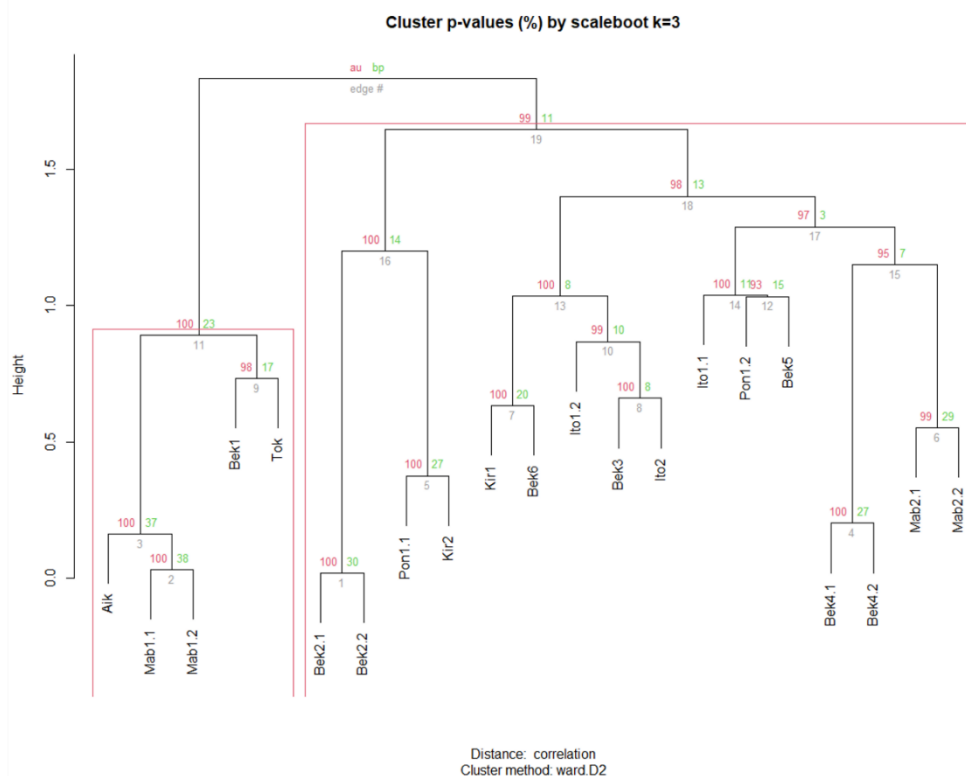 Cluster p-values (%) by scaleboot k=3
au bp
edge #
99 11
19
1.5
98 13
18
97 3
17
100 14
16
95 7
15
Height
1.0
100 8
13
100 11
14
93 15
12
100 23
11
99 10
10
98 17
9
100 20
7
100 8
8
99 29
6
0.5
100 27
5
100 37
3
100 38
2
100 30
1
100 27
4
0.0
Aik
Mab1.1
Mab1.2
Bek1
Tok
Bek2.1
Bek2.2
Pon1.1
Kir2
Kir1
Bek6
Ito1.2
Bek3
Ito2
Ito1.1
Pon1.2
Bek5
Bek4.1
Bek4.2
Mab2.1
Mab2.2
Distance: correlation
Cluster method: ward.D2